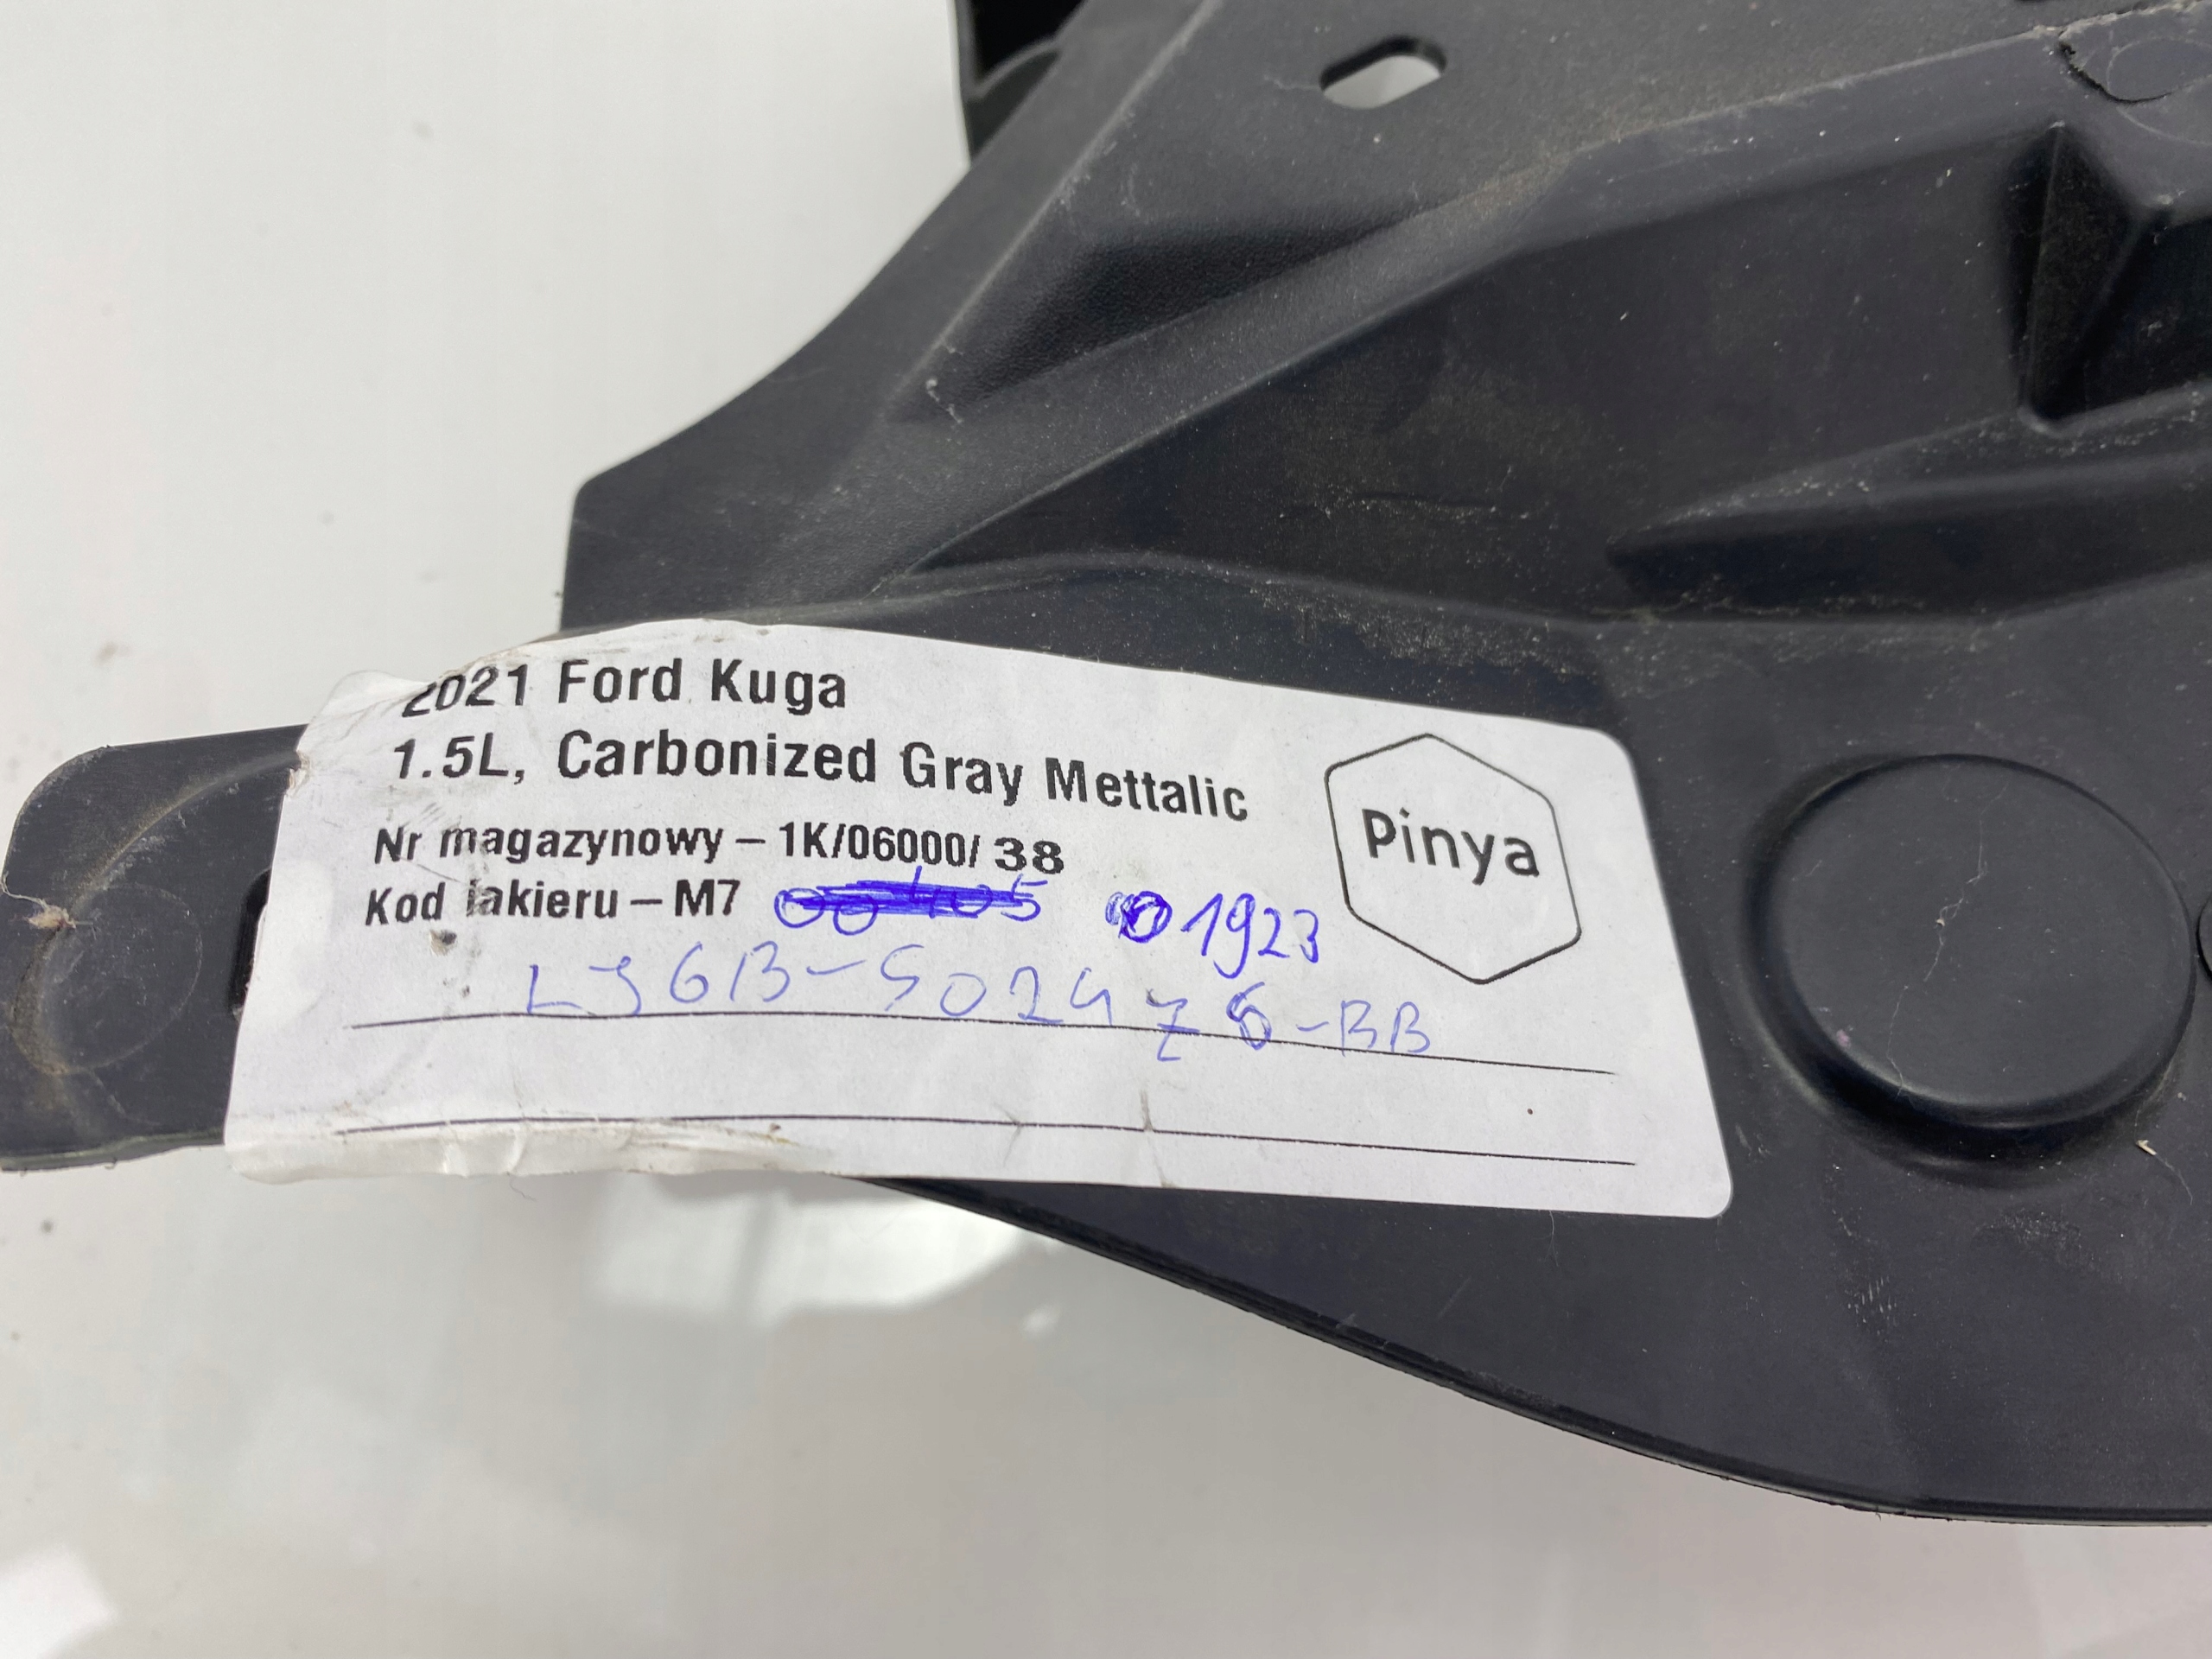 2021 Ford Kuga
1.5L, Carbonized Gray Mettalic
Nr magazynowy – 1K/06000/ 38
Kod lakieru – M7 01923
Pinya